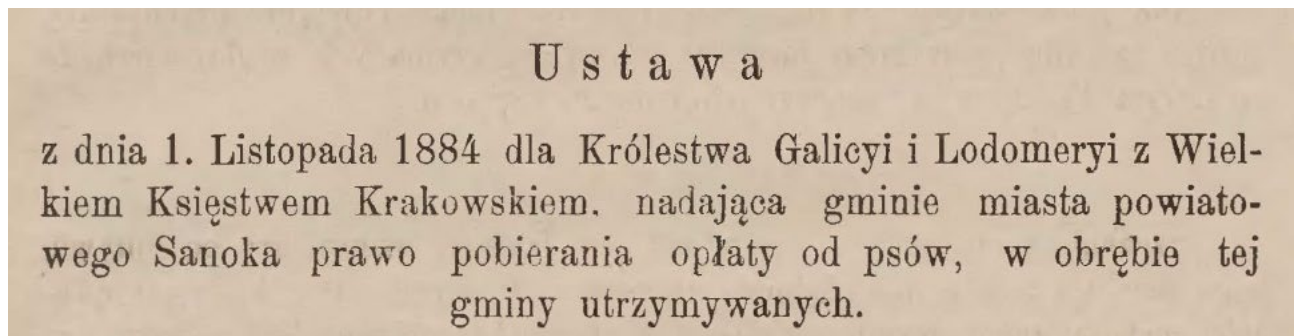 Ustawa
z dnia 1. Listopada 1884 dla Królestwa Galicyi i Lodomeryi z Wiel-
kiem Księstwem Krakowskiem, nadająca gminie miasta powiato-
wego Sanoka prawo pobierania opłaty od psów, w obrębie tej
gminy utrzymywanych.